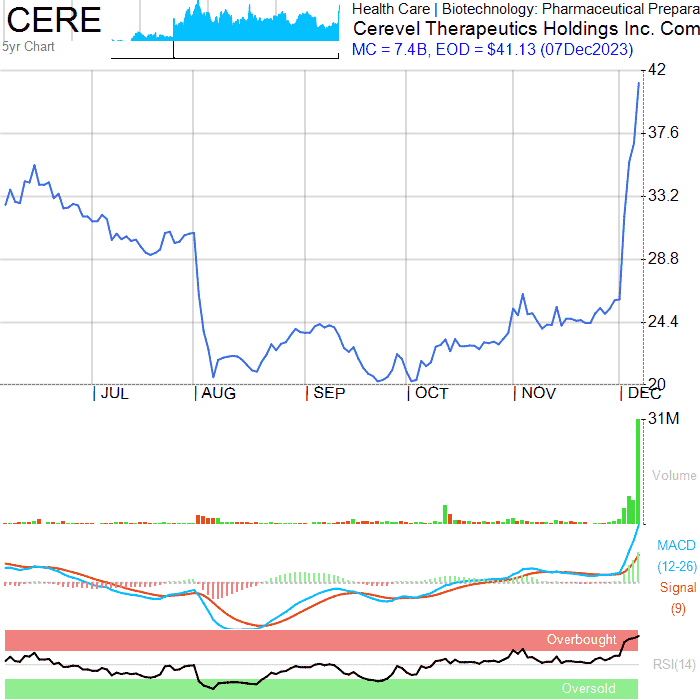 CERE
5yr Chart
Health Care | Biotechnology: Pharmaceutical Prepara
Cerevel Therapeutics Holdings Inc. Com
MC = 7.4B, EOD = $41.13 (07Dec2023)
42
37.6
33.2
28.8
24.4
20
JUL
AUG
SEP
OCT
NOV
DEC
31M
Volume
MACD
(12-26)
Signal
(9)
Overbought
RSI(14)
Oversold